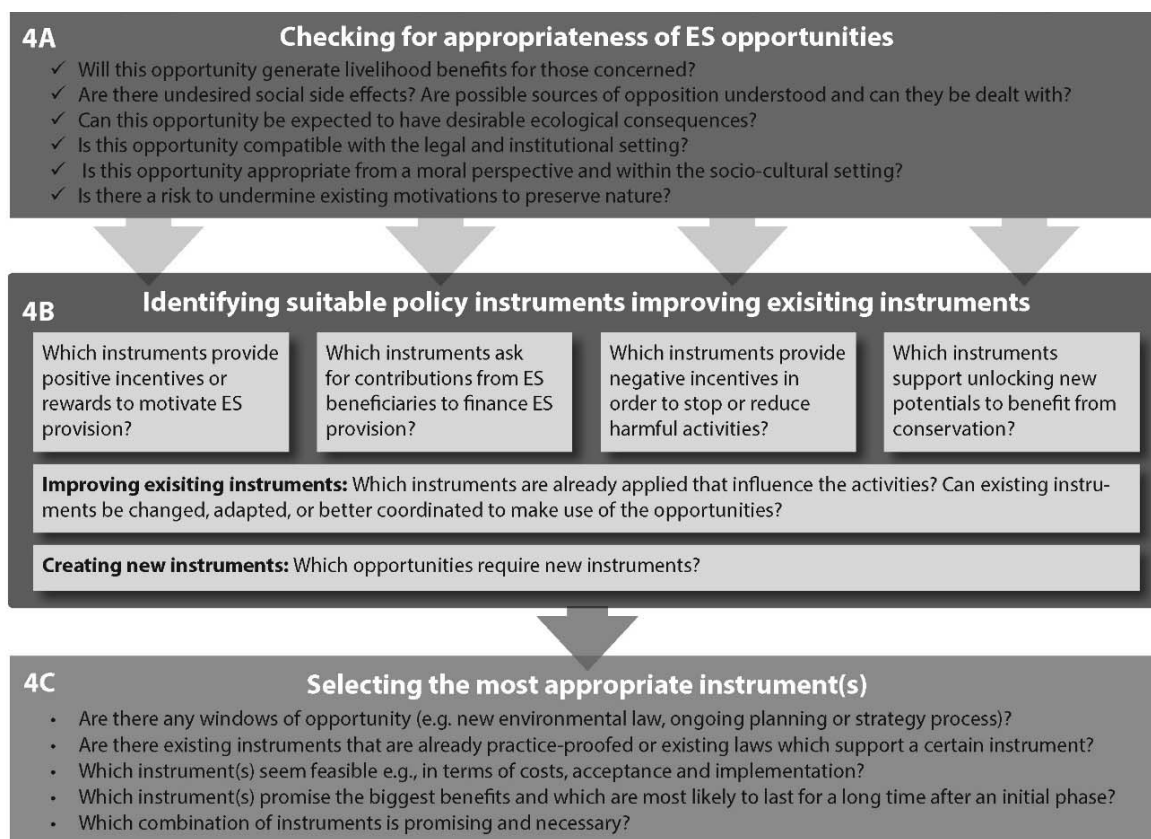 4A
Checking for appropriateness of ES opportunities
✓ Will this opportunity generate livelihood benefits for those concerned?
✓ Are there undesired social side effects? Are possible sources of opposition understood and can they be dealt with?
✓ Can this opportunity be expected to have desirable ecological consequences?
✓ Is this opportunity compatible with the legal and institutional setting?
✓ Is this opportunity appropriate from a moral perspective and within the socio-cultural setting?
✓ Is there a risk to undermine existing motivations to preserve nature?
4B
Identifying suitable policy instruments improving exisiting instruments
Which instruments provide
positive incentives or
rewards to motivate ES
provision?
Which instruments ask
for contributions from ES
beneficiaries to finance ES
provision?
Which instruments provide
negative incentives in
order to stop or reduce
harmful activities?
Which instruments
support unlocking new
potentials to benefit from
conservation?
Improving exisiting instruments: Which instruments are already applied that influence the activities? Can existing instru-
ments be changed, adapted, or better coordinated to make use of the opportunities?
Creating new instruments: Which opportunities require new instruments?
4C
Selecting the most appropriate instrument(s)
• Are there any windows of opportunity (e.g. new environmental law, ongoing planning or strategy process)?
• Are there existing instruments that are already practice-proofed or existing laws which support a certain instrument?
• Which instrument(s) seem feasible e.g., in terms of costs, acceptance and implementation?
• Which instrument(s) promise the biggest benefits and which are most likely to last for a long time after an initial phase?
• Which combination of instruments is promising and necessary?